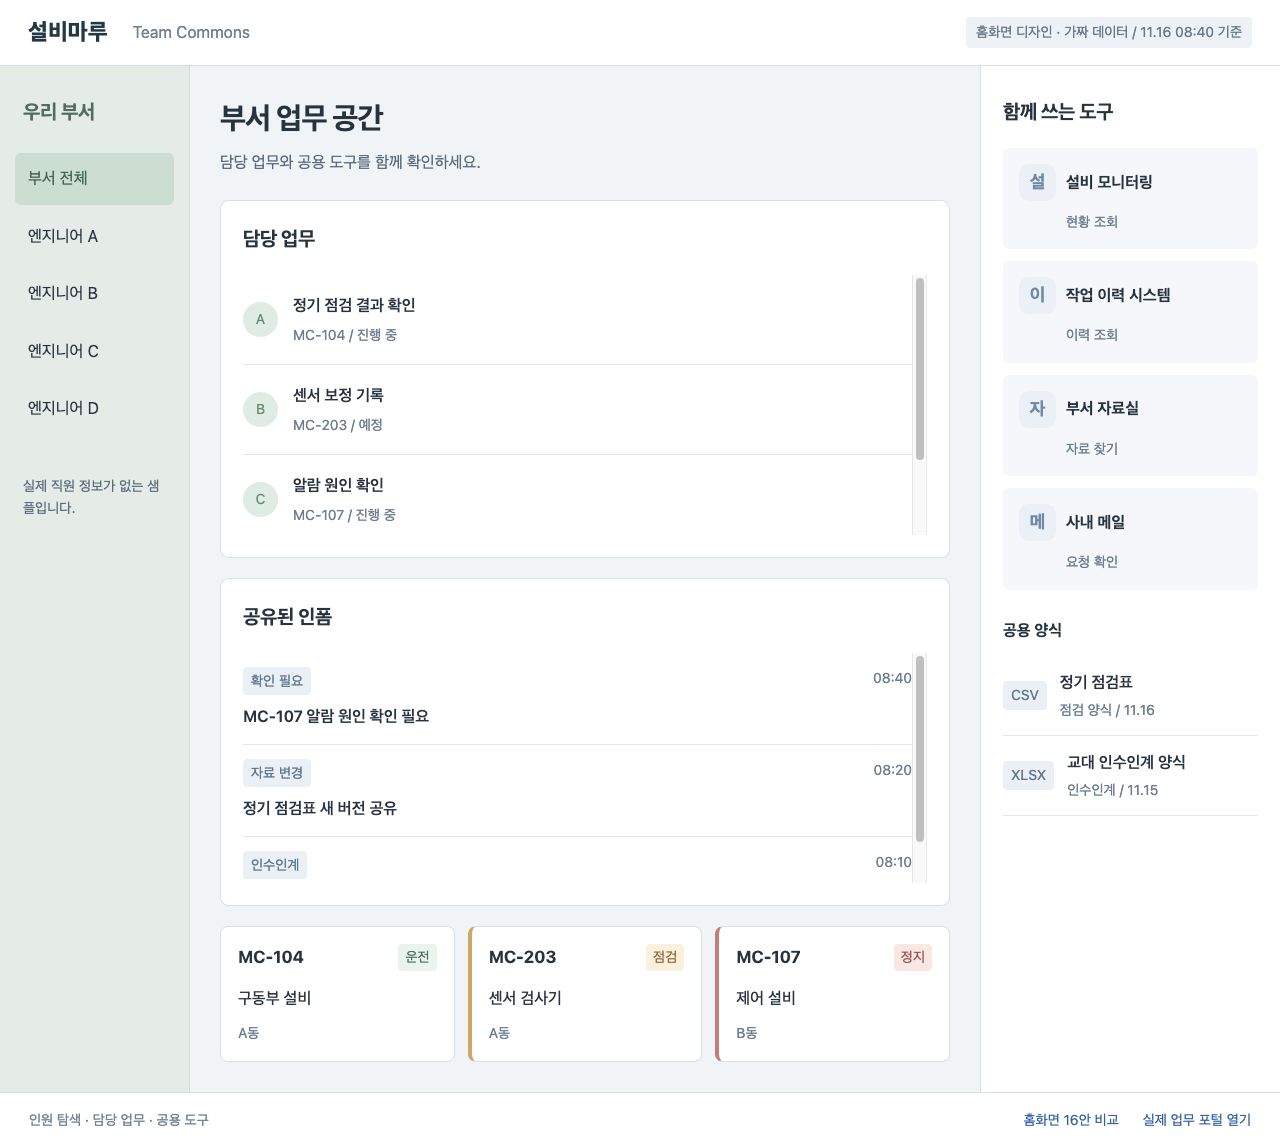 설비마루
Team Commons
홈화면 디자인 · 가짜 데이터 / 11.16 08:40 기준
우리 부서
부서 전체
엔지니어 A
엔지니어 B
엔지니어 C
엔지니어 D
실제 직원 정보가 없는 샘
플입니다.
부서 업무 공간
담당 업무와 공용 도구를 함께 확인하세요.
담당 업무
A
정기 점검 결과 확인
MC-104 / 진행 중
B
센서 보정 기록
MC-203 / 예정
C
알람 원인 확인
MC-107 / 진행 중
공유된 인폼
확인 필요
08:40
MC-107 알람 원인 확인 필요
자료 변경
08:20
정기 점검표 새 버전 공유
인수인계
08:10
MC-104
운전
구동부 설비
A동
MC-203
점검
센서 검사기
A동
MC-107
정지
제어 설비
B동
함께 쓰는 도구
설
설비 모니터링
현황 조회
이
작업 이력 시스템
이력 조회
자
부서 자료실
자료 찾기
메
사내 메일
요청 확인
공용 양식
CSV
정기 점검표
점검 양식 / 11.16
XLSX
교대 인수인계 양식
인수인계 / 11.15
인원 탐색 · 담당 업무 · 공용 도구
홈화면 16안 비교
실제 업무 포털 열기